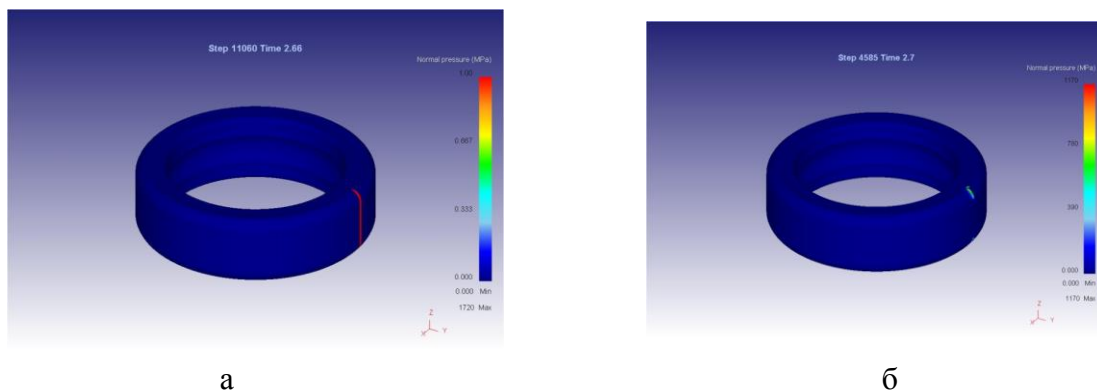 Step 11060 Time 2.66
Normal pressure (MPa)
1.00
0.667
0.333
0.000
0.000 Min
1720 Max
Z
X
Y
а
Step 4585 Time 2.7
Normal pressure (MPa)
1170
780
390
0.000
0.000 Min
1170 Max
Z
X
Y
б